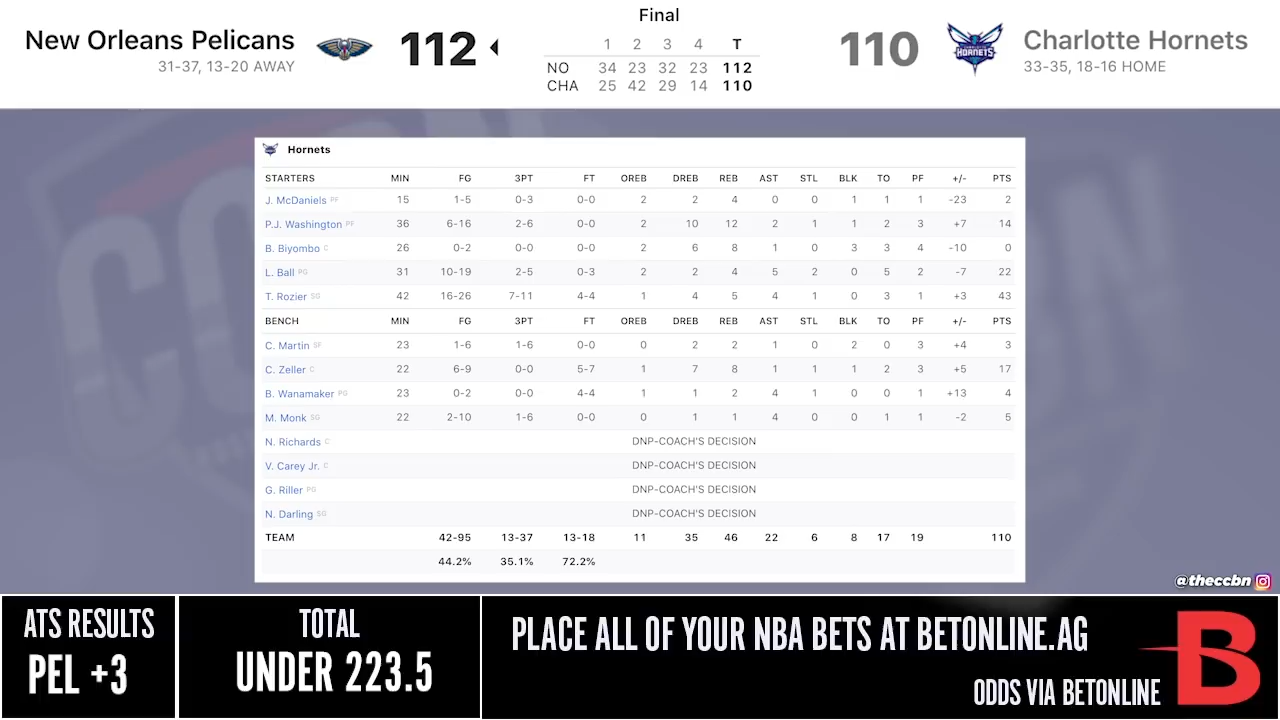 Final
New Orleans Pelicans 112 1 2 3 4 T 110 Charlotte Hornets
31-37, 13-20 AWAY NO 34 23 32 23 112 33-35, 18-16 HOME
CHA 25 42 29 14 110
HORNETS
Hornets
STARTERS MIN FG 3PT FT OREB DREB REB AST STL BLK TO PF +/- PTS
J. McDaniels PF 15 1-5 0-3 0-0 2 2 4 0 0 1 1 1 -23 2
P.J. Washington PF 36 6-16 2-6 0-0 2 10 12 2 1 1 2 3 +7 14
B. Biyombo C 26 0-2 0-0 0-0 2 6 8 1 0 3 3 4 -10 0
L. Ball PG 31 10-19 2-5 0-3 2 2 4 5 2 0 5 2 -7 22
T. Rozier SG 42 16-26 7-11 4-4 1 4 5 4 1 0 3 1 +3 43
BENCH MIN FG 3PT FT OREB DREB REB AST STL BLK TO PF +/- PTS
C. Martin SF 23 1-6 1-6 0-0 0 2 2 1 0 2 0 3 +4 3
C. Zeller C 22 6-9 0-0 5-7 1 7 8 1 1 1 2 3 +5 17
B. Wanamaker PG 23 0-2 0-0 4-4 1 1 2 4 1 0 0 1 +13 4
M. Monk SG 22 2-10 1-6 0-0 0 1 1 4 0 0 1 1 -2 5
N. Richards C DNP-COACH'S DECISION
V. Carey Jr. C DNP-COACH'S DECISION
G. Riller PG DNP-COACH'S DECISION
N. Darling SG DNP-COACH'S DECISION
TEAM 42-95 13-37 13-18 11 35 46 22 6 8 17 19 110
44.2% 35.1% 72.2%
@theccbn
ATS RESULTS
PEL +3
TOTAL
UNDER 223.5
PLACE ALL OF YOUR NBA BETS AT BETONLINE.AG
ODDS VIA BETONLINE
B